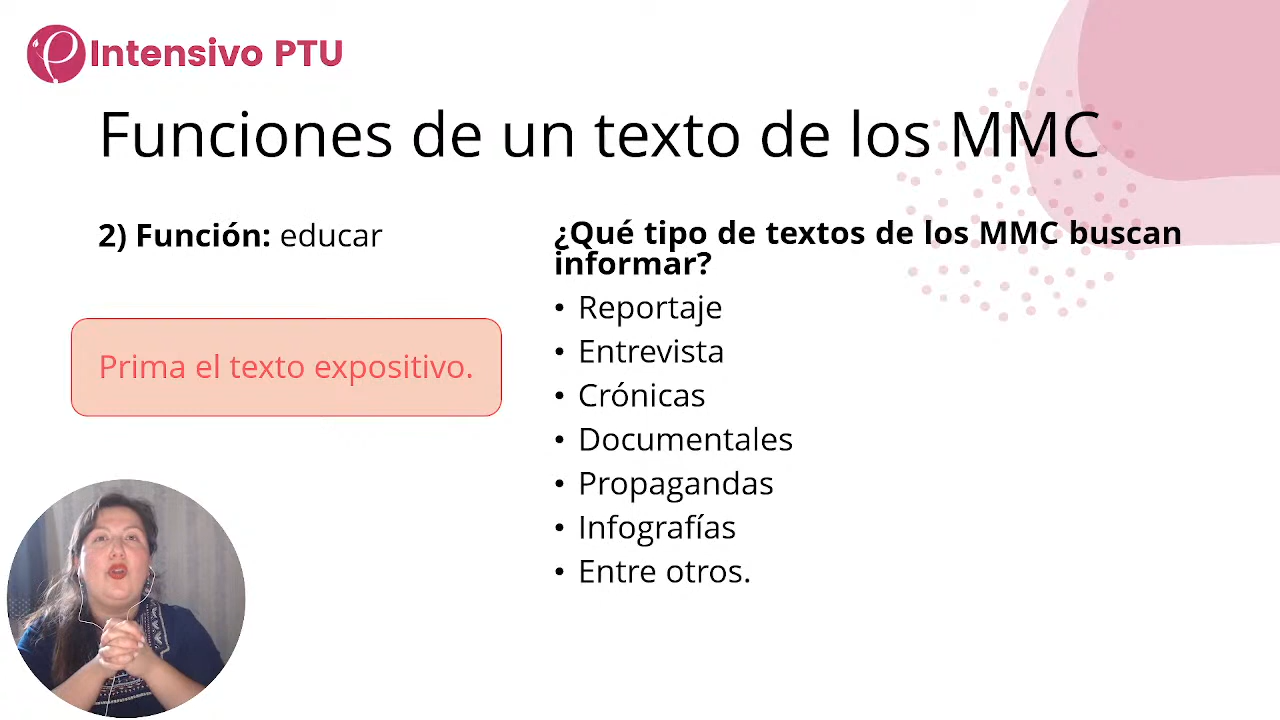 Intensivo PTU
Funciones de un texto de los MMC
2) Función: educar
Prima el texto expositivo.
¿Qué tipo de textos de los MMC buscan
informar?
• Reportaje
• Entrevista
• Crónicas
• Documentales
• Propagandas
• Infografías
• Entre otros.